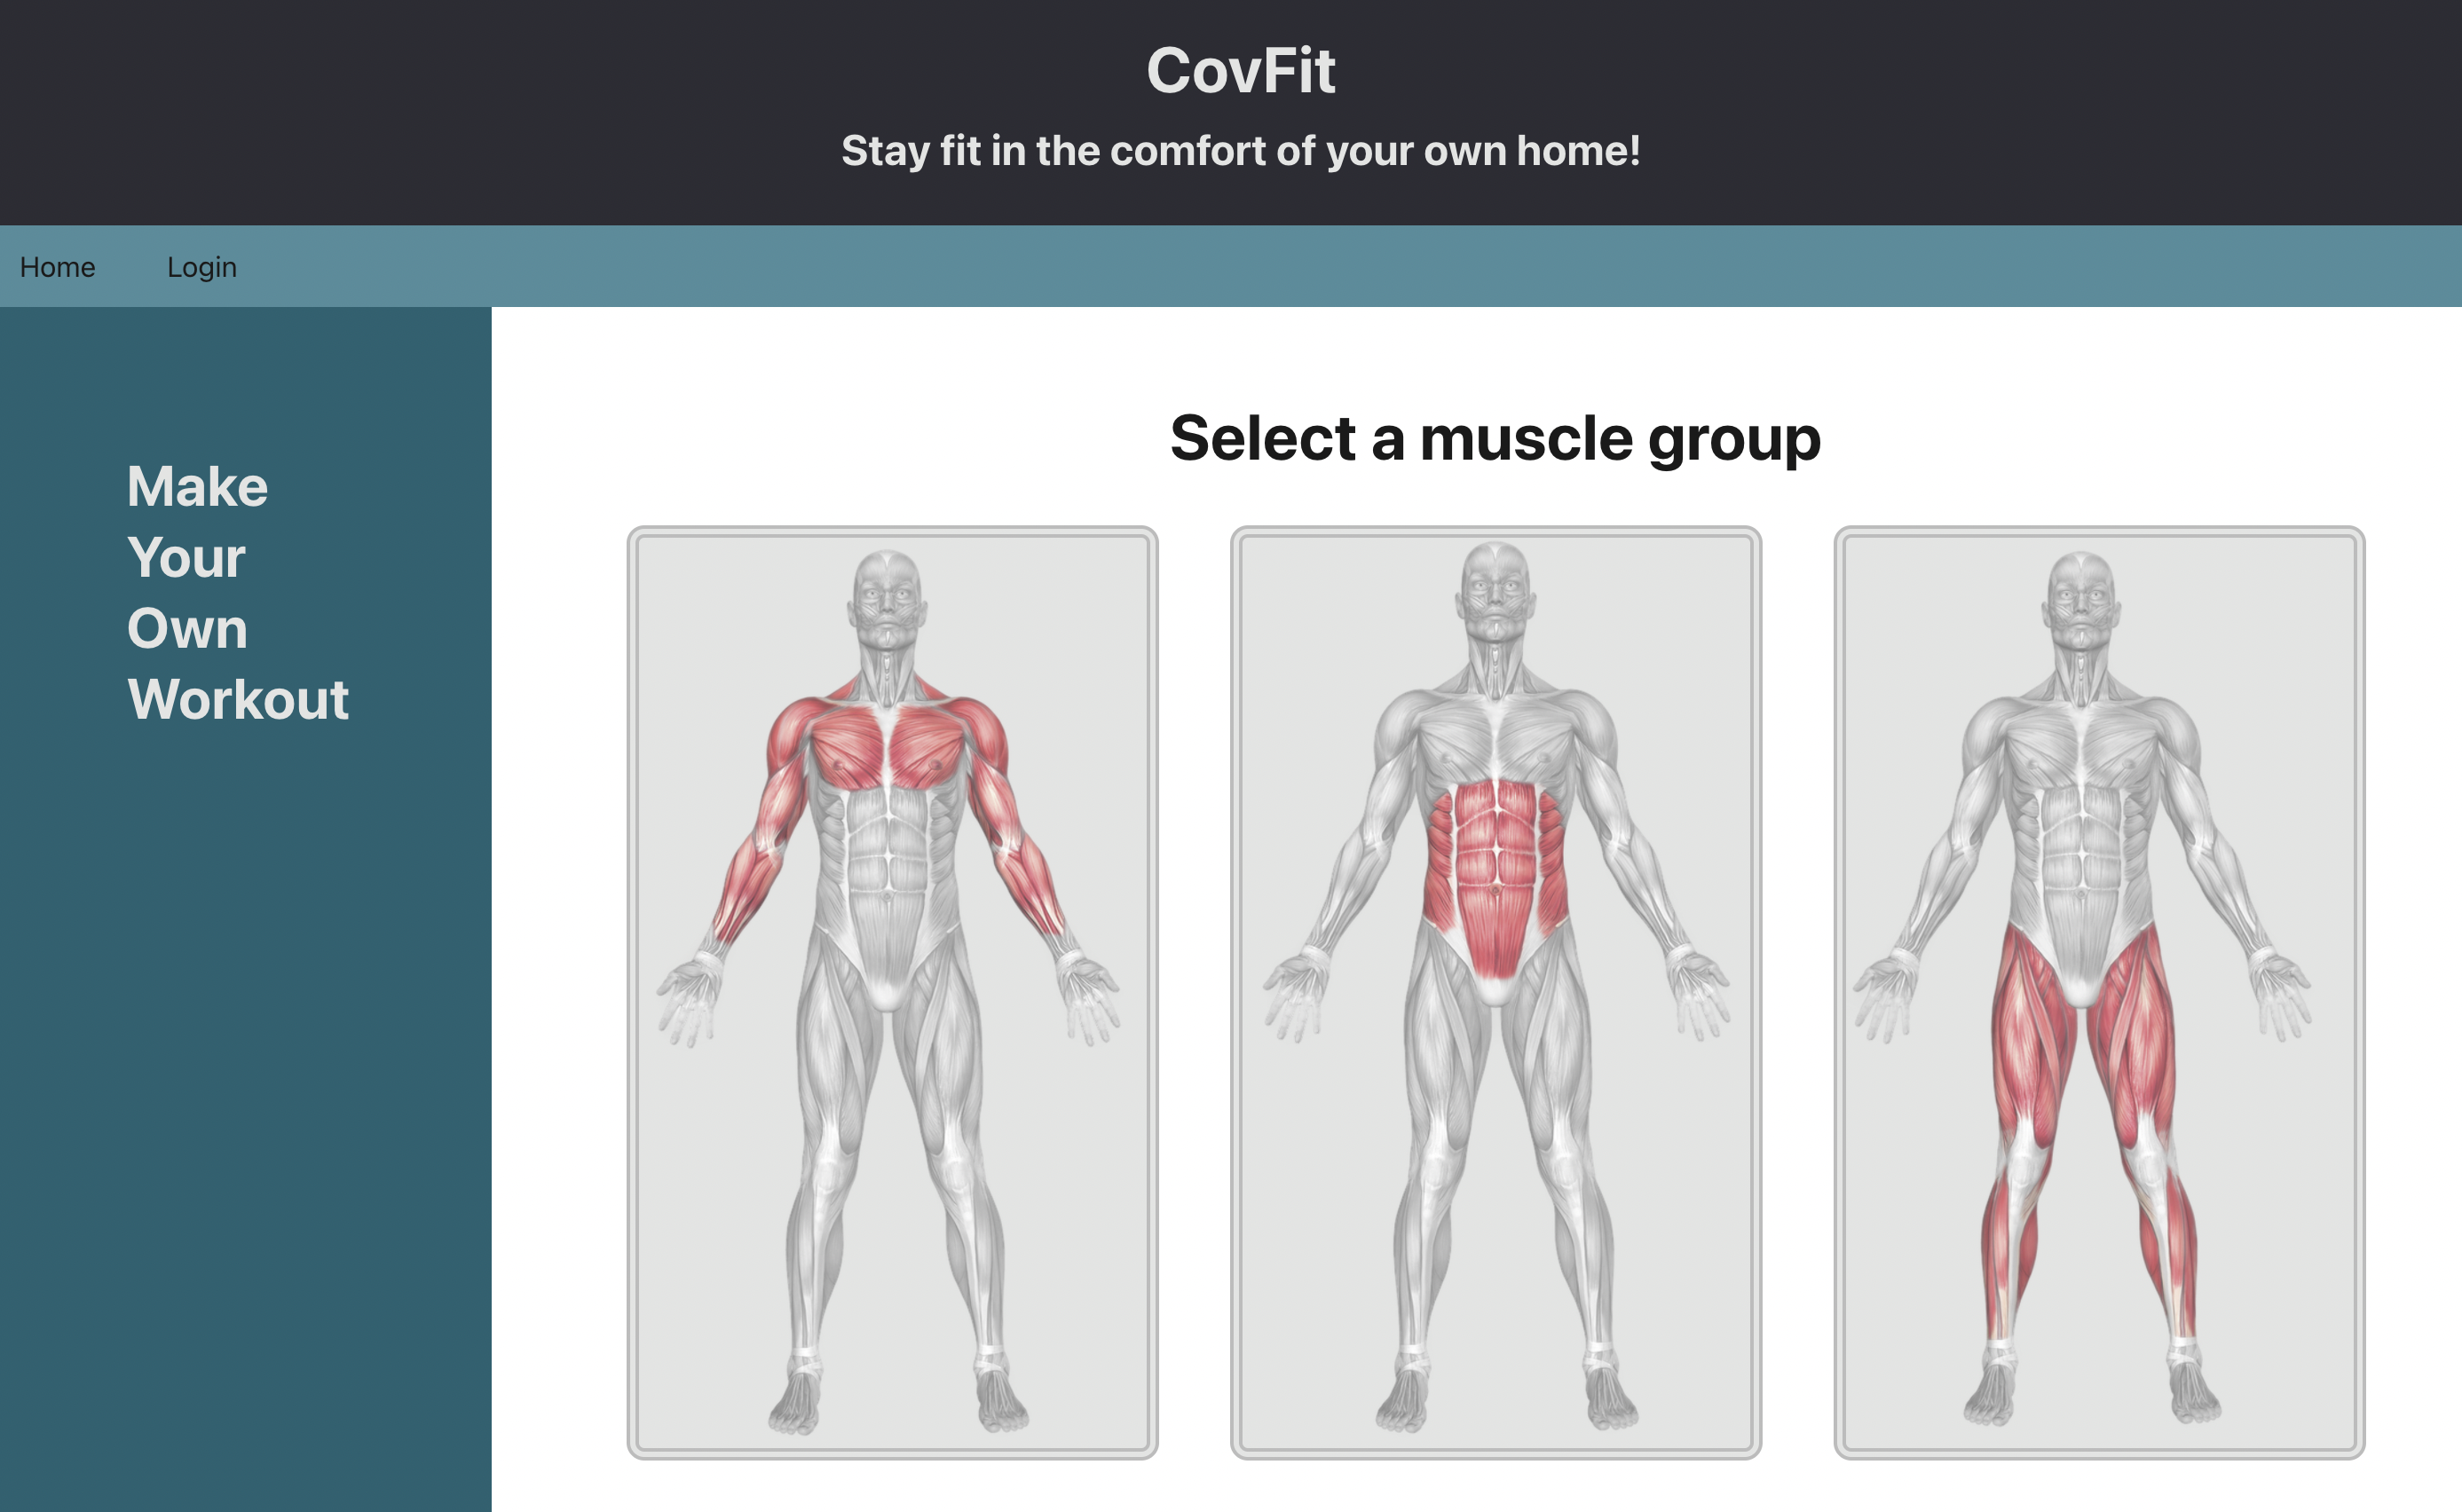 CovFit
Stay fit in the comfort of your own home!
Home Login
Make
Your
Own
Workout
Select a muscle group